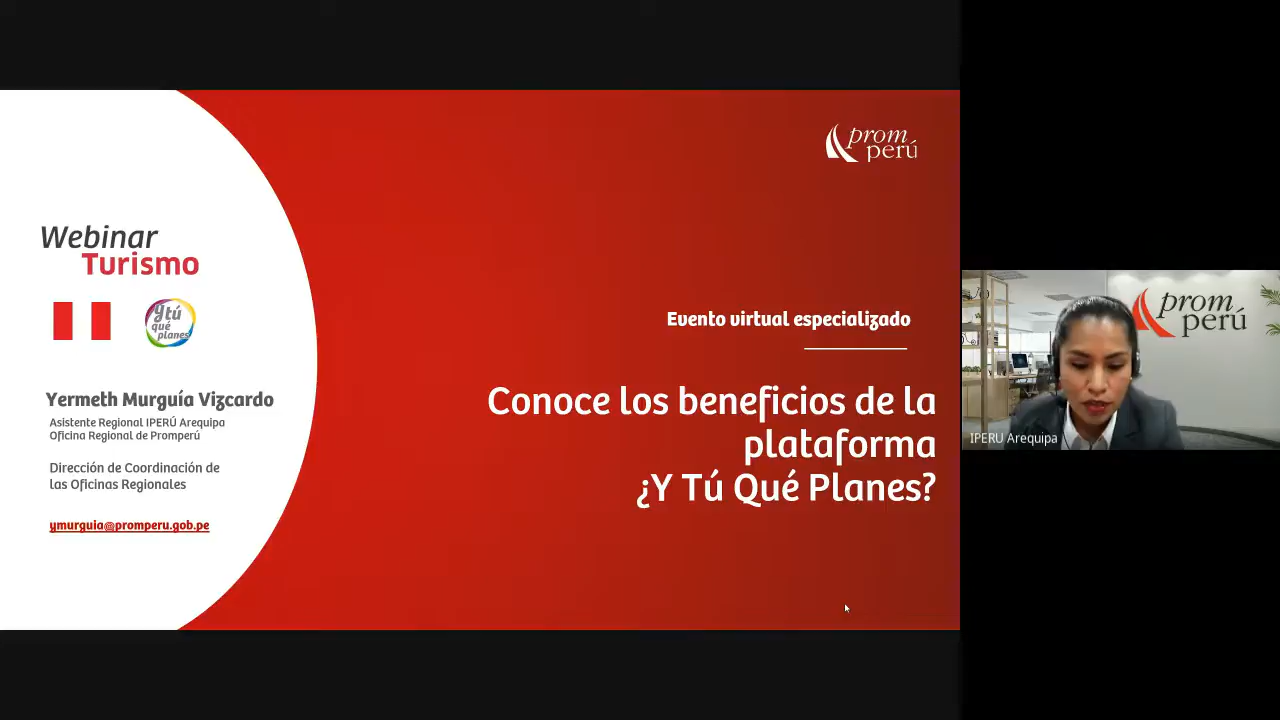 Webinar
Turismo
Y tú
qué
planes
Yermeth Murguía Vizcardo
Asistente Regional IPERÚ Arequipa
Oficina Regional de Promperú
Dirección de Coordinación de
las Oficinas Regionales
ymurguia@promperu.gob.pe
prom
perú
Evento virtual especializado
Conoce los beneficios de la
plataforma
¿Y Tú Qué Planes?
prom
perú
IPERU Arequipa